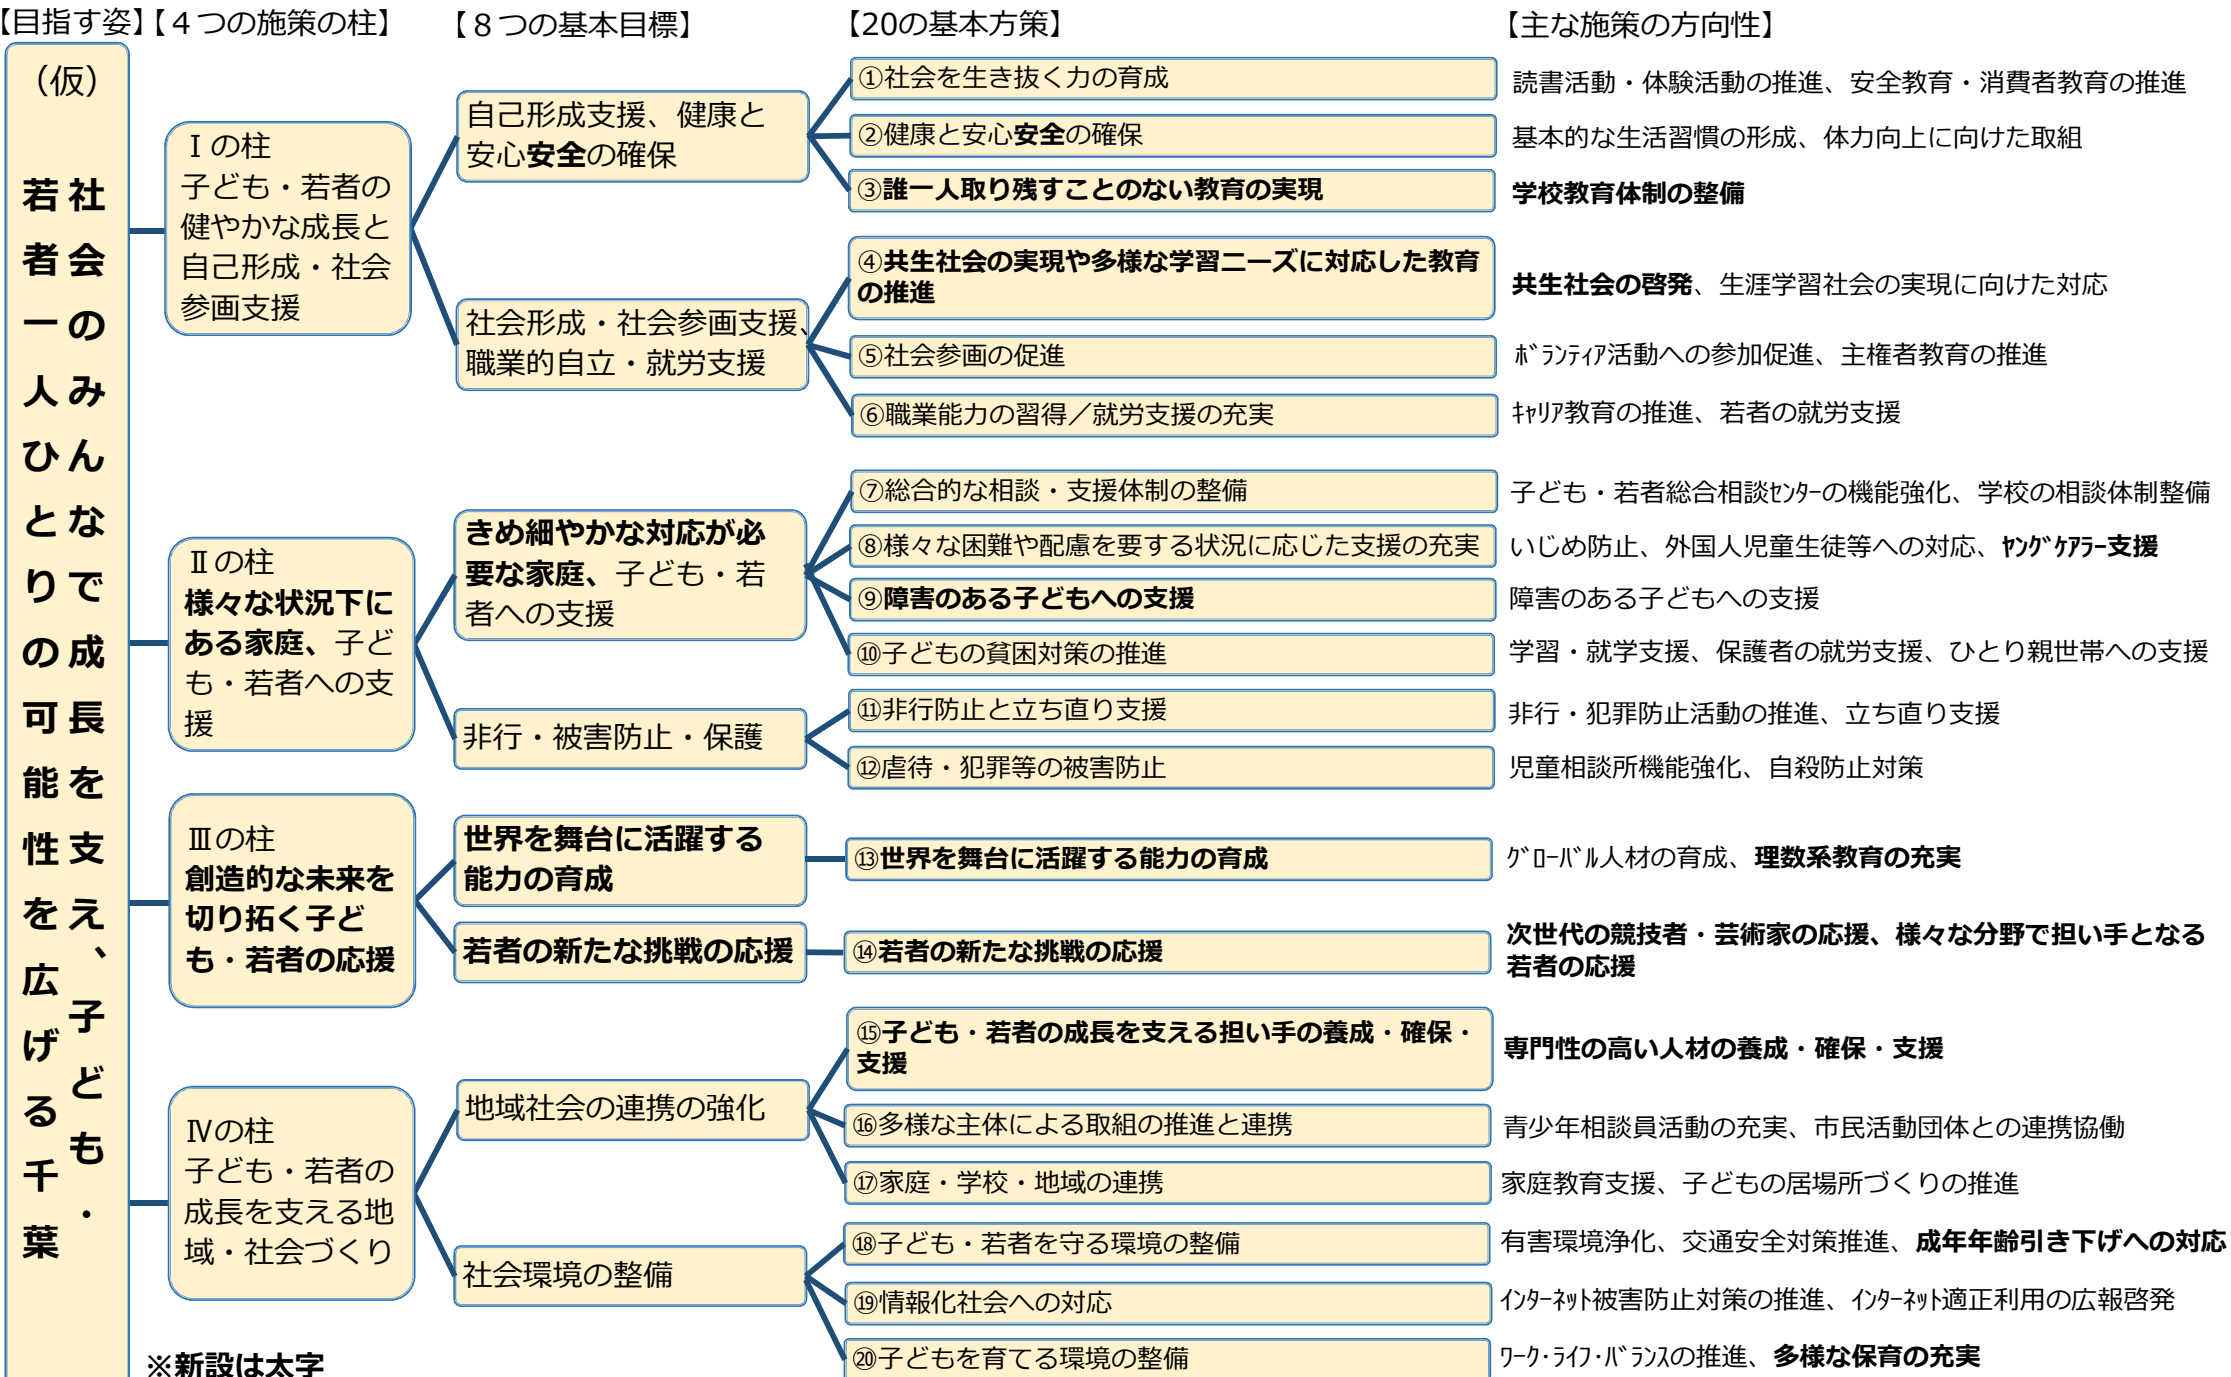 【目指す姿】【４つの施策の柱】 【８つの基本目標】 【20の基本方策】 【主な施策の方向性】
（仮）
社会のみんなで成長を支え、子ども・
若者一人ひとりの可能性を広げる千葉
Ⅰの柱
子ども・若者の
健やかな成長と
自己形成・社会
参画支援
自己形成支援、健康と
安心安全の確保
①社会を生き抜く力の育成
読書活動・体験活動の推進、安全教育・消費者教育の推進
②健康と安心安全の確保
基本的な生活習慣の形成、体力向上に向けた取組
③誰一人取り残すことのない教育の実現
学校教育体制の整備
社会形成・社会参画支援、
職業的自立・就労支援
④共生社会の実現や多様な学習ニーズに対応した教育
の推進
共生社会の啓発、生涯学習社会の実現に向けた対応
⑤社会参画の促進
ﾎﾞﾗﾝﾃｨｱ活動への参加促進、主権者教育の推進
⑥職業能力の習得／就労支援の充実
ｷｬﾘｱ教育の推進、若者の就労支援
Ⅱの柱
様々な状況下に
ある家庭、子ど
も・若者への支
援
きめ細やかな対応が必
要な家庭、子ども・若
者への支援
⑦総合的な相談・支援体制の整備
子ども・若者総合相談ｾﾝﾀｰの機能強化、学校の相談体制整備
⑧様々な困難や配慮を要する状況に応じた支援の充実
いじめ防止、外国人児童生徒等への対応、ﾔﾝｸﾞｹｱﾗｰ支援
⑨障害のある子どもへの支援
障害のある子どもへの支援
⑩子どもの貧困対策の推進
学習・就学支援、保護者の就労支援、ひとり親世帯への支援
非行・被害防止・保護
⑪非行防止と立ち直り支援
非行・犯罪防止活動の推進、立ち直り支援
⑫虐待・犯罪等の被害防止
児童相談所機能強化、自殺防止対策
Ⅲの柱
創造的な未来を
切り拓く子ど
も・若者の応援
世界を舞台に活躍する
能力の育成
⑬世界を舞台に活躍する能力の育成
ｸﾞﾛｰﾊﾞﾙ人材の育成、理数系教育の充実
若者の新たな挑戦の応援
⑭若者の新たな挑戦の応援
次世代の競技者・芸術家の応援、様々な分野で担い手となる
若者の応援
Ⅳの柱
子ども・若者の
成長を支える地
域・社会づくり
地域社会の連携の強化
⑮子ども・若者の成長を支える担い手の養成・確保・
支援
専門性の高い人材の養成・確保・支援
⑯多様な主体による取組の推進と連携
青少年相談員活動の充実、市民活動団体との連携協働
⑰家庭・学校・地域の連携
家庭教育支援、子どもの居場所づくりの推進
社会環境の整備
⑱子ども・若者を守る環境の整備
有害環境浄化、交通安全対策推進、成年年齢引き下げへの対応
⑲情報化社会への対応
ｲﾝﾀｰﾈｯﾄ被害防止対策の推進、ｲﾝﾀｰﾈｯﾄ適正利用の広報啓発
⑳子どもを育てる環境の整備
ﾜｰｸ･ﾗｲﾌ･ﾊﾞﾗﾝｽの推進、多様な保育の充実
※新設は太字